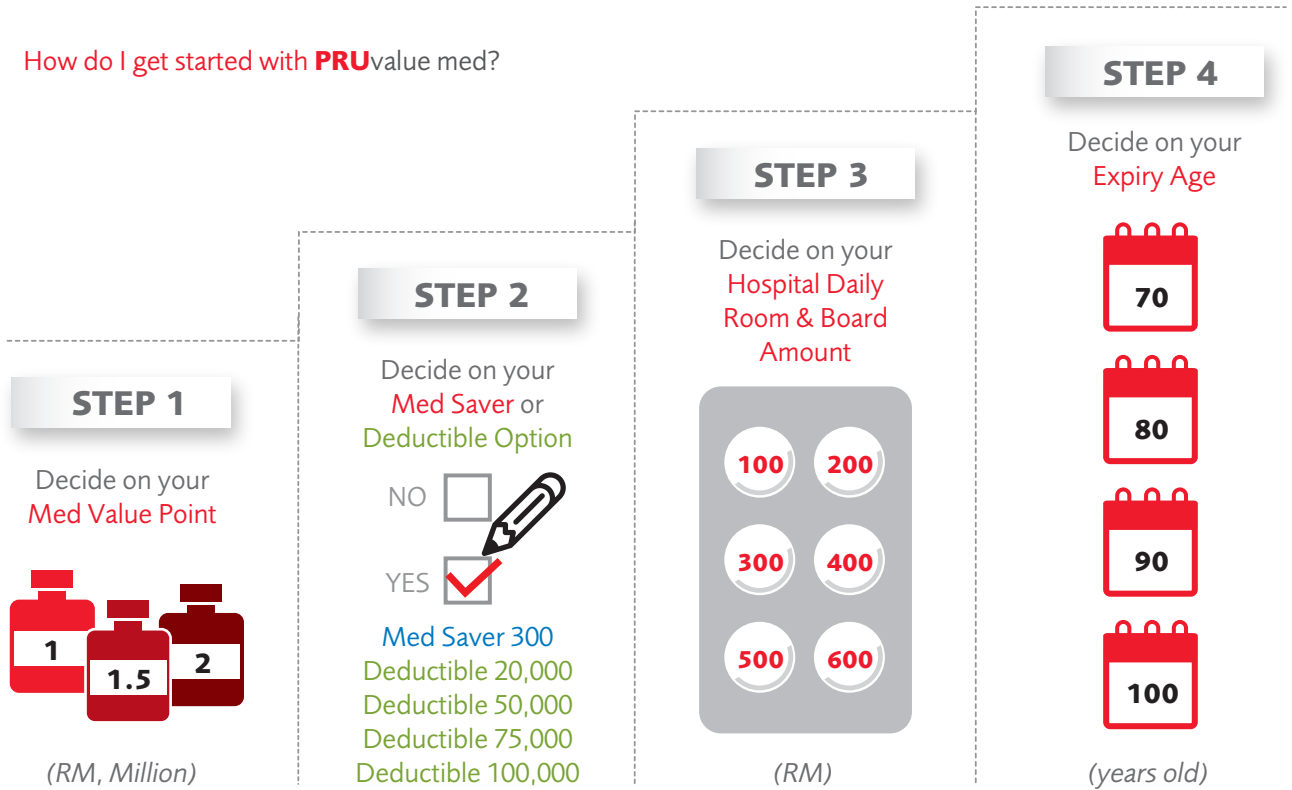 How do I get started with PRUvalue med?
STEP 1
Decide on your
Med Value Point
1
1.5
2
(RM, Million)
STEP 2
Decide on your
Med Saver or
Deductible Option
NO
YES
Med Saver 300
Deductible 20,000
Deductible 50,000
Deductible 75,000
Deductible 100,000
STEP 3
Decide on your
Hospital Daily
Room & Board
Amount
100 200
300 400
500 600
(RM)
STEP 4
Decide on your
Expiry Age
70
80
90
100
(years old)